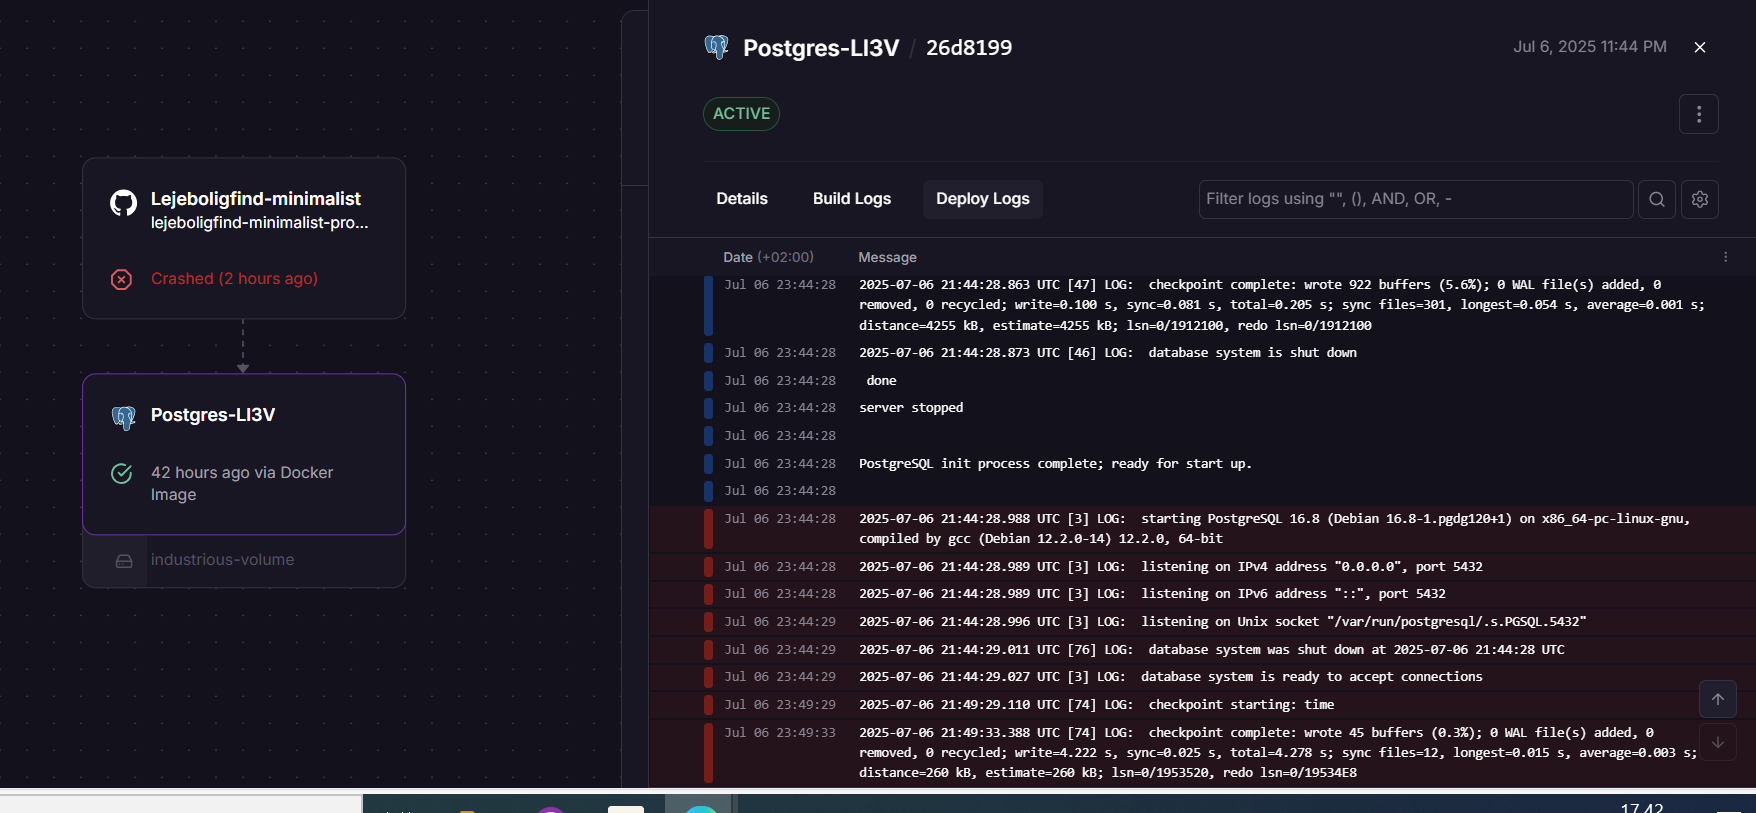 Lejeboligfind-minimalist
lejeboligfind-minimalist-pro...
Crashed (2 hours ago)
Postgres-LI3V
42 hours ago via Docker
Image
industrious-volume
Postgres-LI3V / 26d8199
Jul 6, 2025 11:44 PM
ACTIVE
Details Build Logs Deploy Logs
Filter logs using "", (), AND, OR, -
Date (+02:00) Message
Jul 06 23:44:28 2025-07-06 21:44:28.863 UTC [47] LOG:  checkpoint complete: wrote 922 buffers (5.6%); 0 WAL file(s) added, 0
removed, 0 recycled; write=0.100 s, sync=0.081 s, total=0.205 s; sync files=301, longest=0.054 s, average=0.001 s;
distance=4255 kB, estimate=4255 kB; lsn=0/1912100, redo lsn=0/1912100
Jul 06 23:44:28 2025-07-06 21:44:28.873 UTC [46] LOG:  database system is shut down
Jul 06 23:44:28 done
Jul 06 23:44:28 server stopped
Jul 06 23:44:28
Jul 06 23:44:28 PostgreSQL init process complete; ready for start up.
Jul 06 23:44:28
Jul 06 23:44:28 2025-07-06 21:44:28.988 UTC [3] LOG:  starting PostgreSQL 16.8 (Debian 16.8-1.pgdg120+1) on x86_64-pc-linux-gnu,
compiled by gcc (Debian 12.2.0-14) 12.2.0, 64-bit
Jul 06 23:44:28 2025-07-06 21:44:28.989 UTC [3] LOG:  listening on IPv4 address "0.0.0.0", port 5432
Jul 06 23:44:28 2025-07-06 21:44:28.989 UTC [3] LOG:  listening on IPv6 address "::", port 5432
Jul 06 23:44:29 2025-07-06 21:44:28.996 UTC [3] LOG:  listening on Unix socket "/var/run/postgresql/.s.PGSQL.5432"
Jul 06 23:44:29 2025-07-06 21:44:29.011 UTC [76] LOG:  database system was shut down at 2025-07-06 21:44:28 UTC
Jul 06 23:44:29 2025-07-06 21:44:29.027 UTC [3] LOG:  database system is ready to accept connections
Jul 06 23:49:29 2025-07-06 21:49:29.110 UTC [74] LOG:  checkpoint starting: time
Jul 06 23:49:33 2025-07-06 21:49:33.388 UTC [74] LOG:  checkpoint complete: wrote 45 buffers (0.3%); 0 WAL file(s) added, 0
removed, 0 recycled; write=4.222 s, sync=0.025 s, total=4.278 s; sync files=12, longest=0.015 s, average=0.003 s;
distance=260 kB, estimate=260 kB; lsn=0/1953520, redo lsn=0/19534E8
17.42